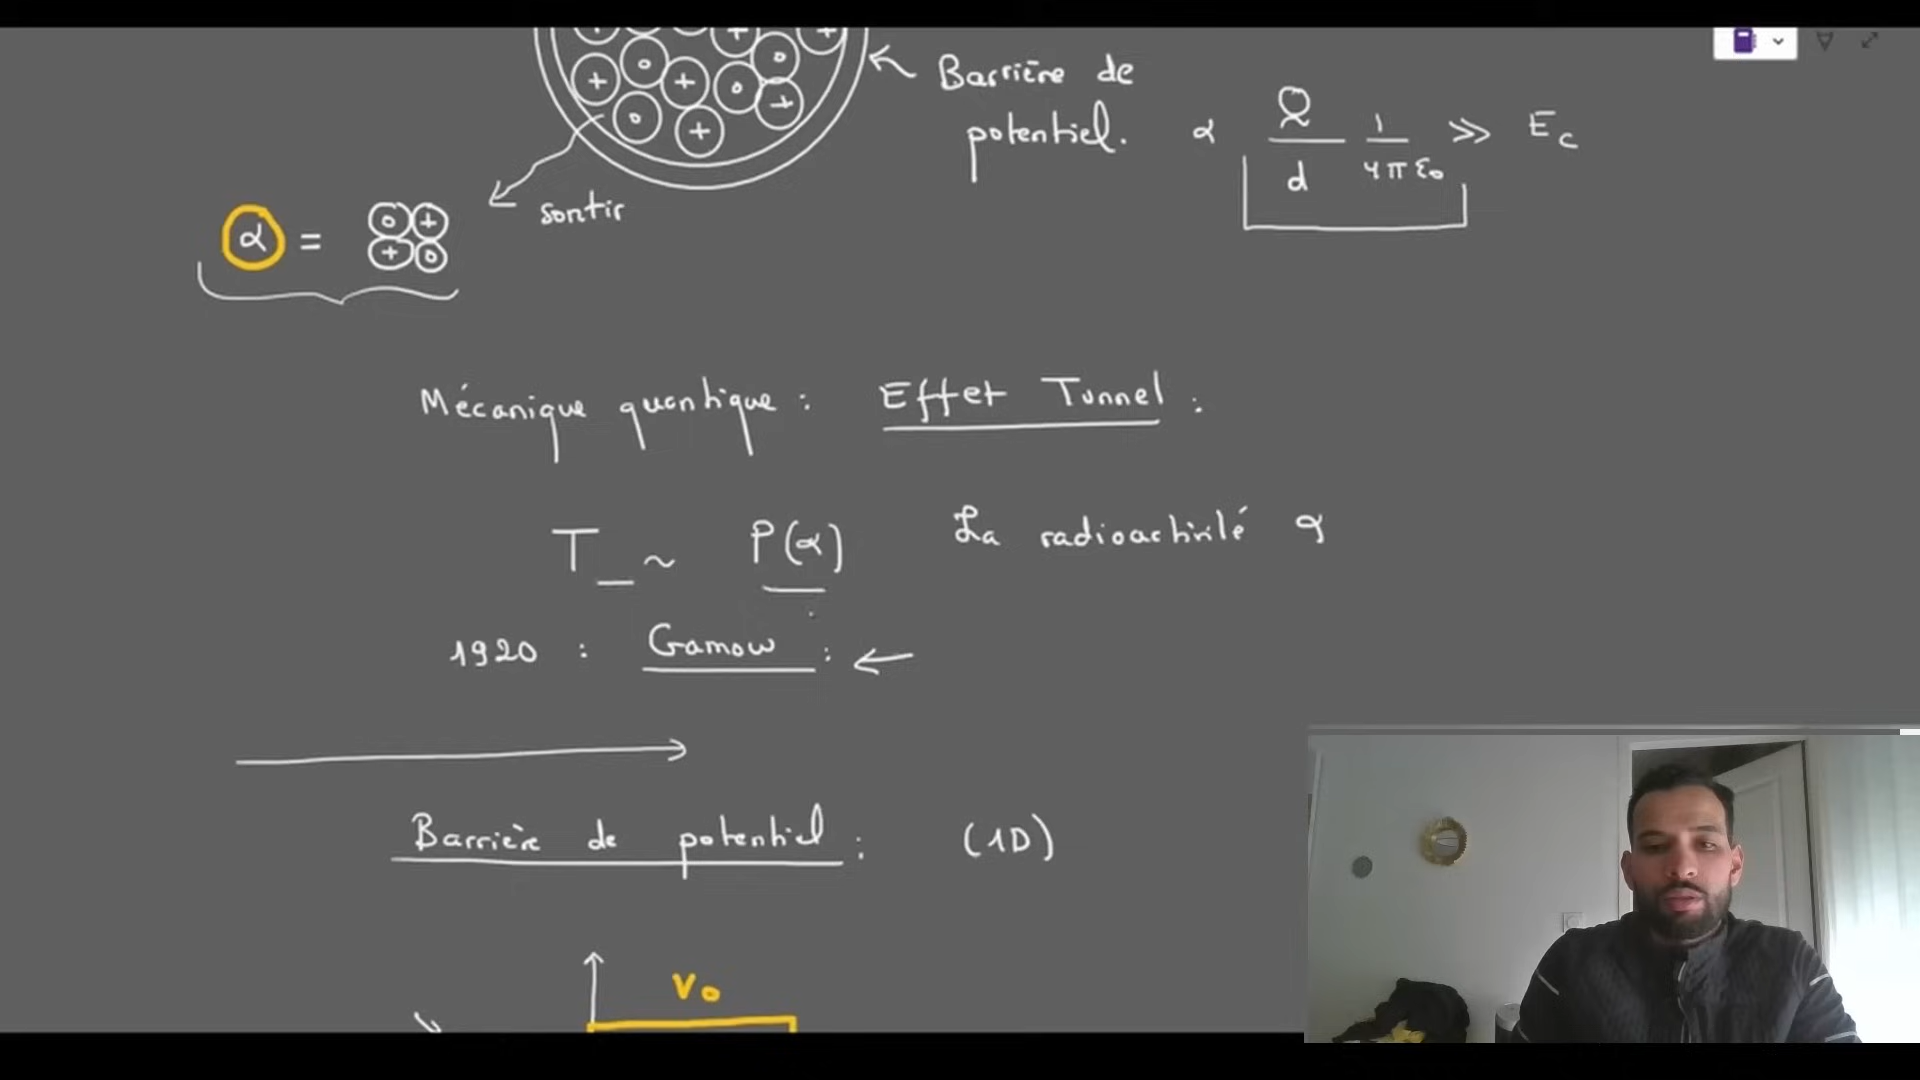 Barrière de
potentiel. α Q/d 1/4πε₀ ≫ Ec
sortir
α =
Mécanique quantique : Effet Tunnel :
T_ ~ P(α) La radioactivité α
1920 : Gamow :
Barrière de potentiel : (1D)
V₀